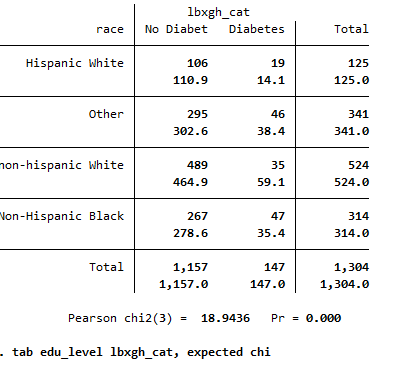 lbxgh_cat
race No Diabet Diabetes Total
Hispanic White 106 19 125
110.9 14.1 125.0
Other 295 46 341
302.6 38.4 341.0
non-hispanic White 489 35 524
464.9 59.1 524.0
Non-Hispanic Black 267 47 314
278.6 35.4 314.0
Total 1,157 147 1,304
1,157.0 147.0 1,304.0
Pearson chi2(3) = 18.9436 Pr = 0.000
. tab edu_level lbxgh_cat, expected chi